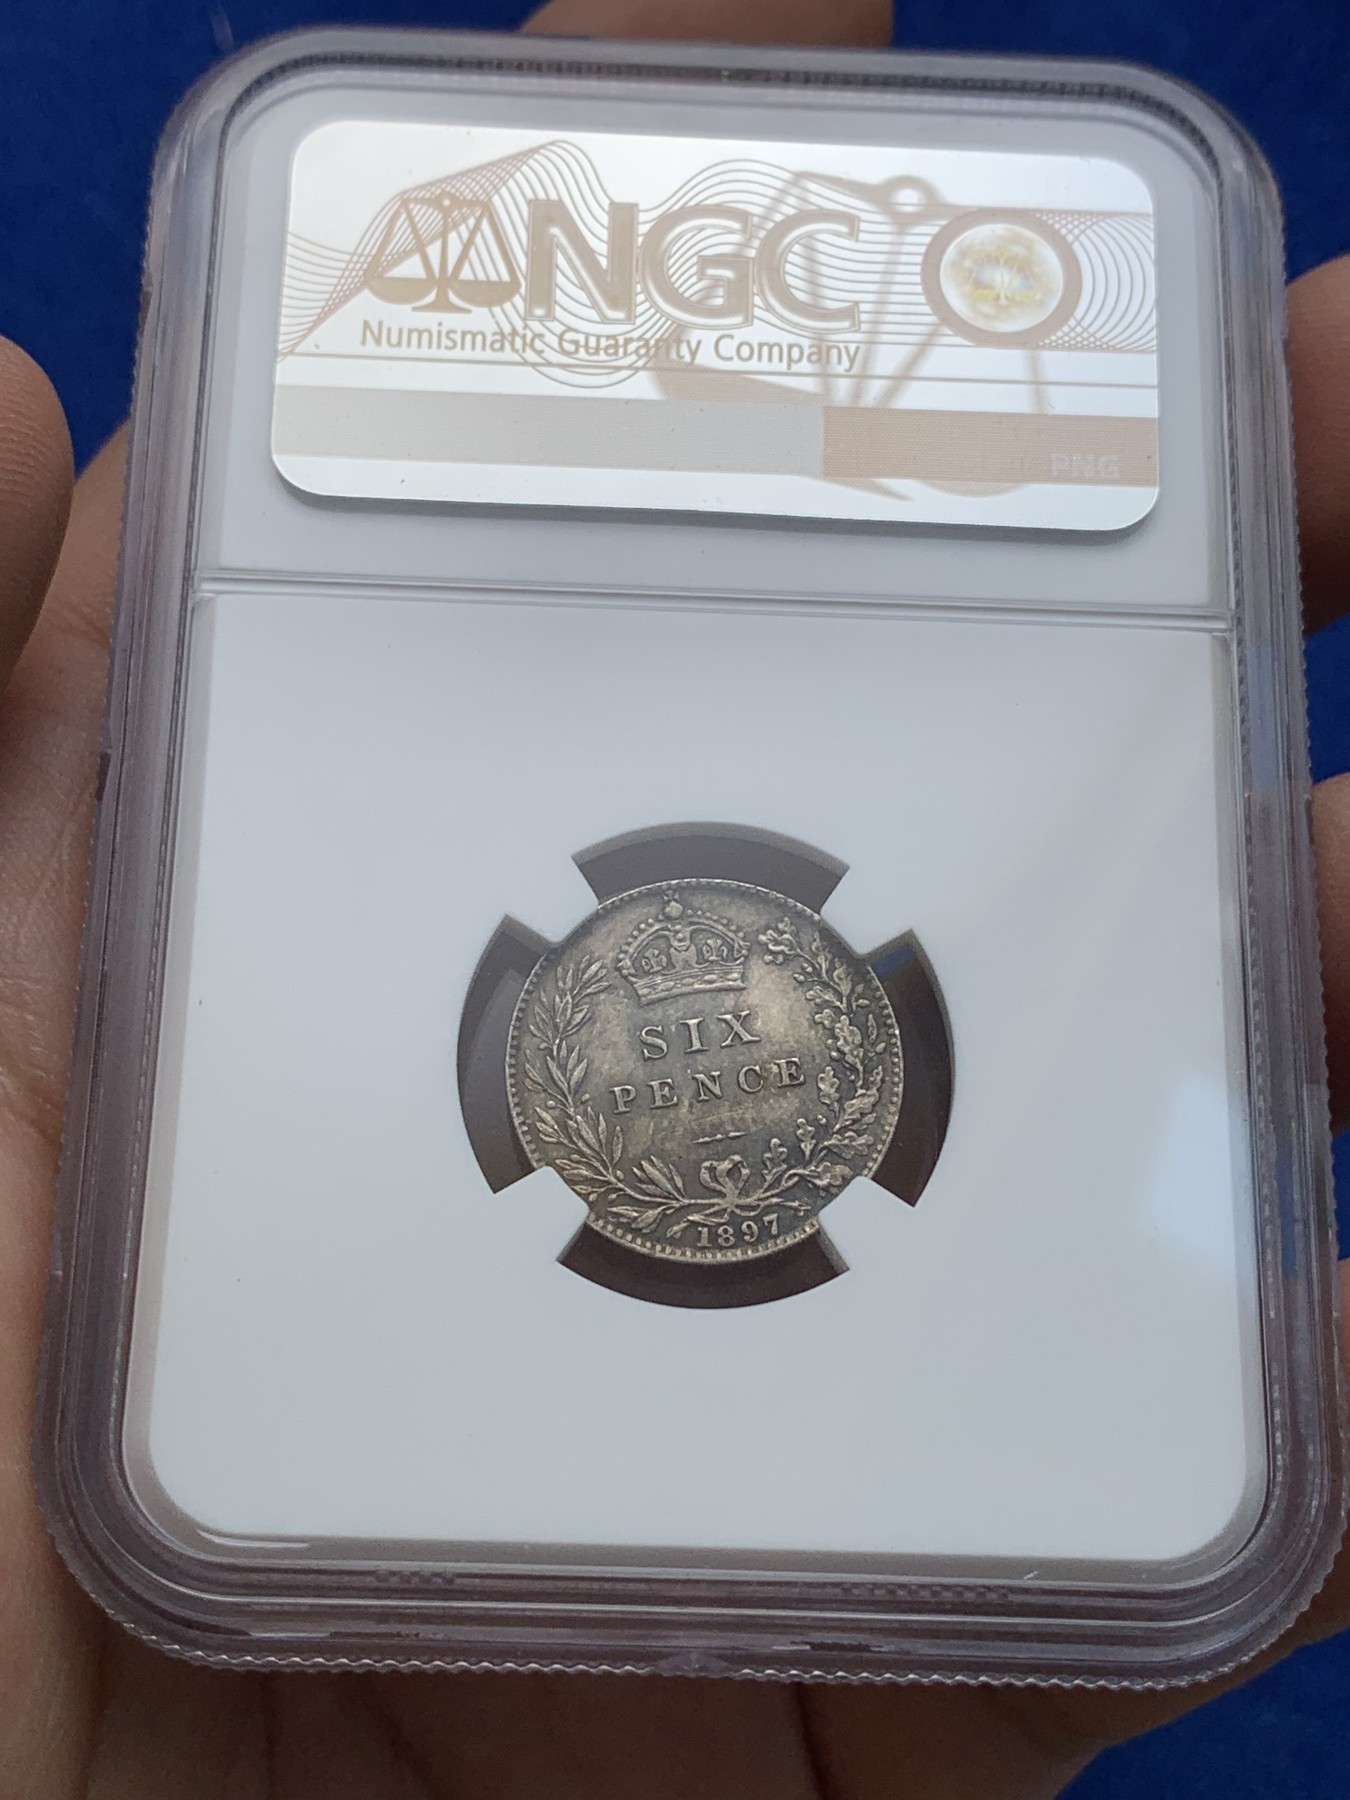 NGC
Numismatic Guaranty Company
PNG
SIX
PENCE
1897